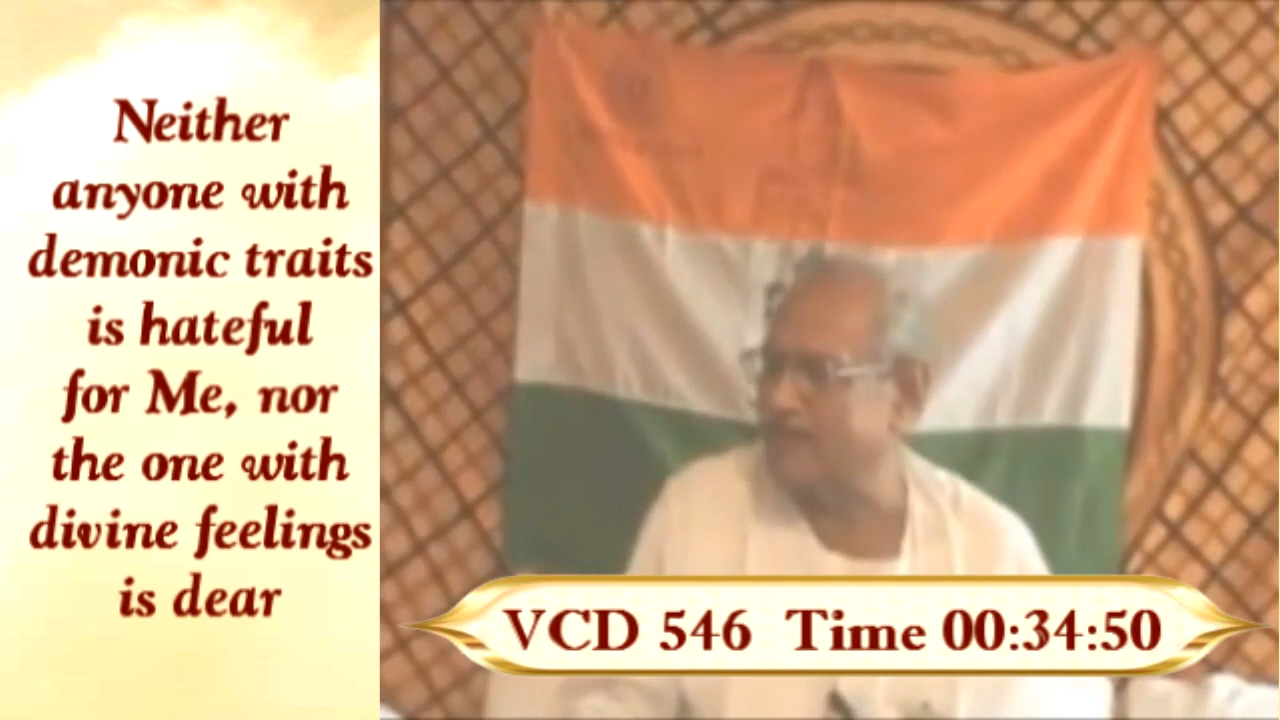 Neither
anyone with
demonic traits
is hateful
for Me, nor
the one with
divine feelings
is dear
VCD 546 Time 00:34:50